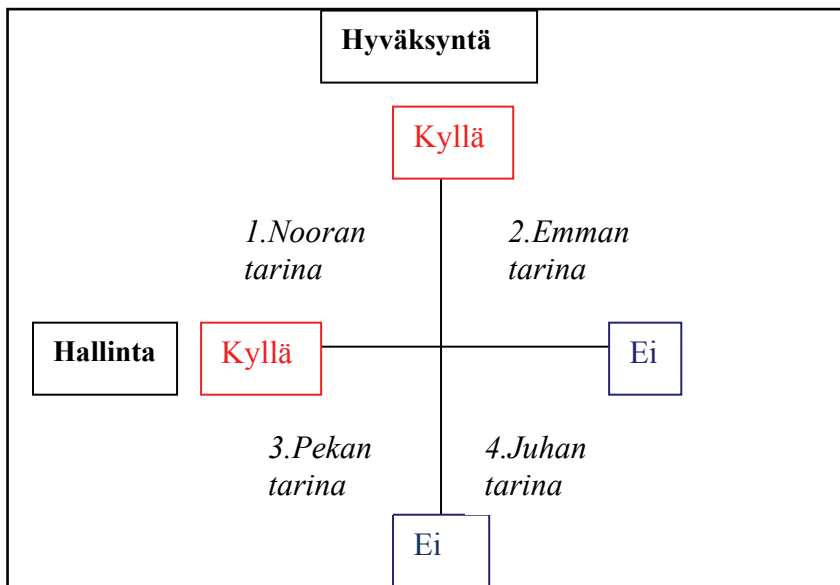 Hyväksyntä
Kyllä
1.Nooran
tarina
2.Emman
tarina
Hallinta
Kyllä
Ei
3.Pekan
tarina
4.Juhan
tarina
Ei